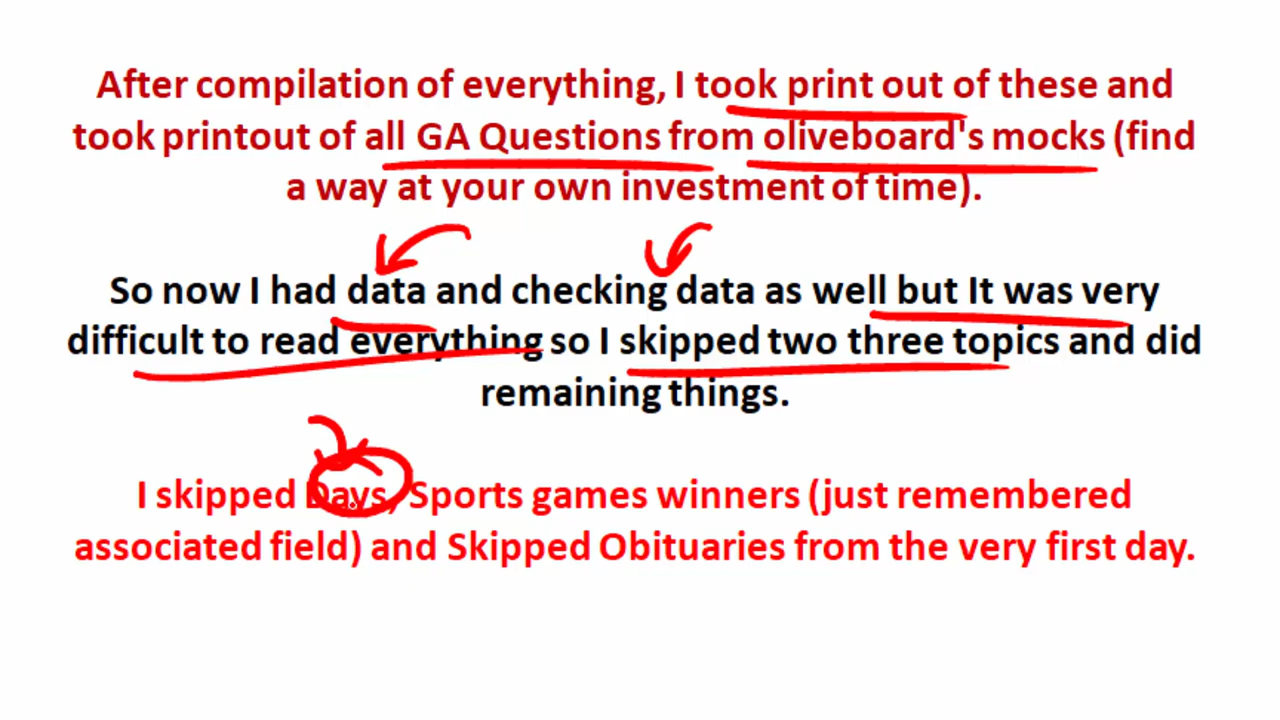 After compilation of everything, I took print out of these and
took printout of all GA Questions from oliveboard's mocks (find
a way at your own investment of time).
So now I had data and checking data as well but It was very
difficult to read everything so I skipped two three topics and did
remaining things.
I skipped Days, Sports games winners (just remembered
associated field) and Skipped Obituaries from the very first day.